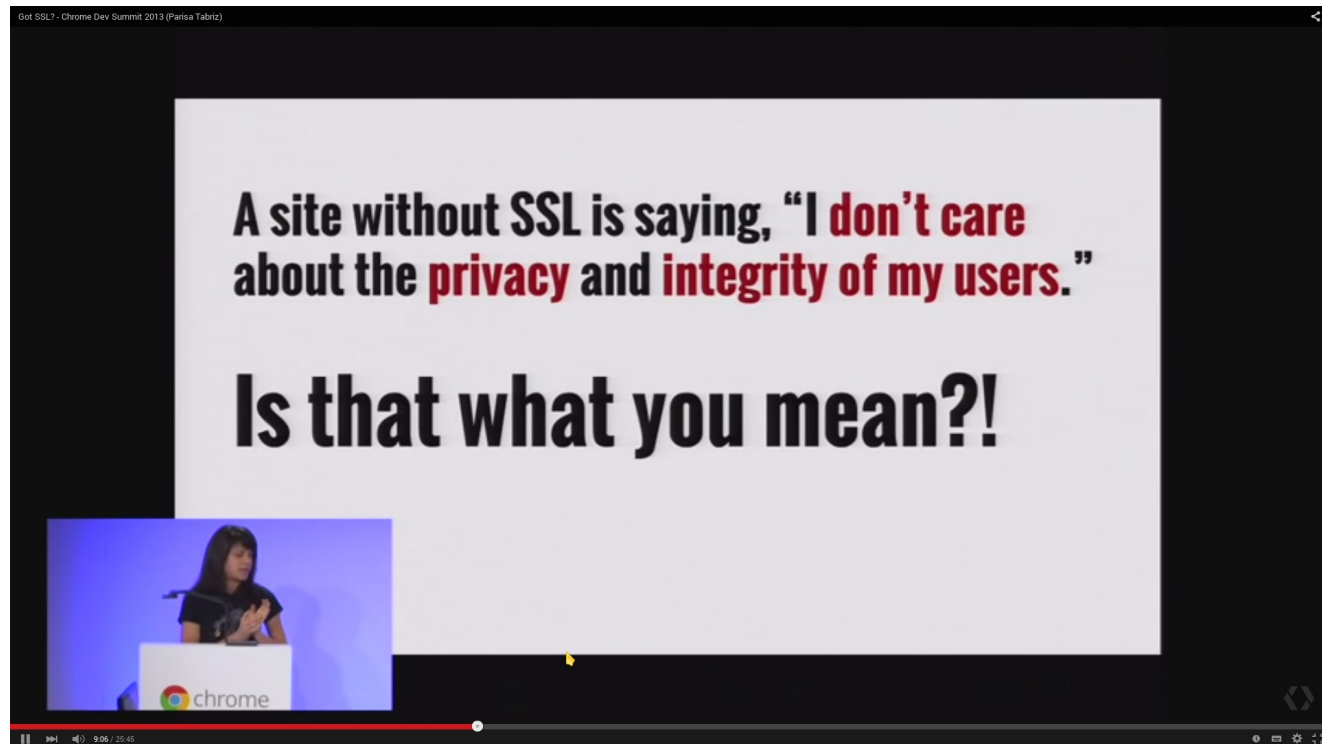 Got SSL? - Chrome Dev Summit 2013 (Parisa Tabriz)
A site without SSL is saying, “I don’t care
about the privacy and integrity of my users.”
Is that what you mean?!
chrome
9:06 / 25:45